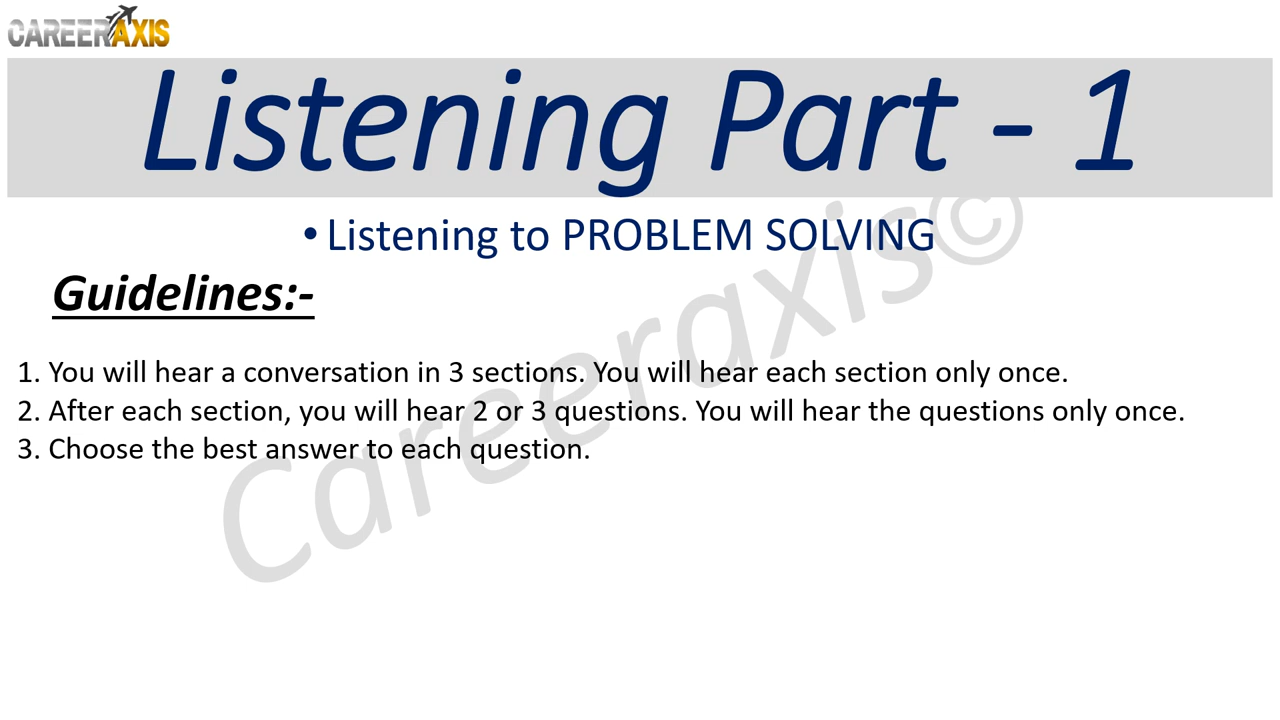 CAREERAXIS
Listening Part - 1
• Listening to PROBLEM SOLVING
Guidelines:-
1. You will hear a conversation in 3 sections. You will hear each section only once.
2. After each section, you will hear 2 or 3 questions. You will hear the questions only once.
3. Choose the best answer to each question.
Careeraxis©